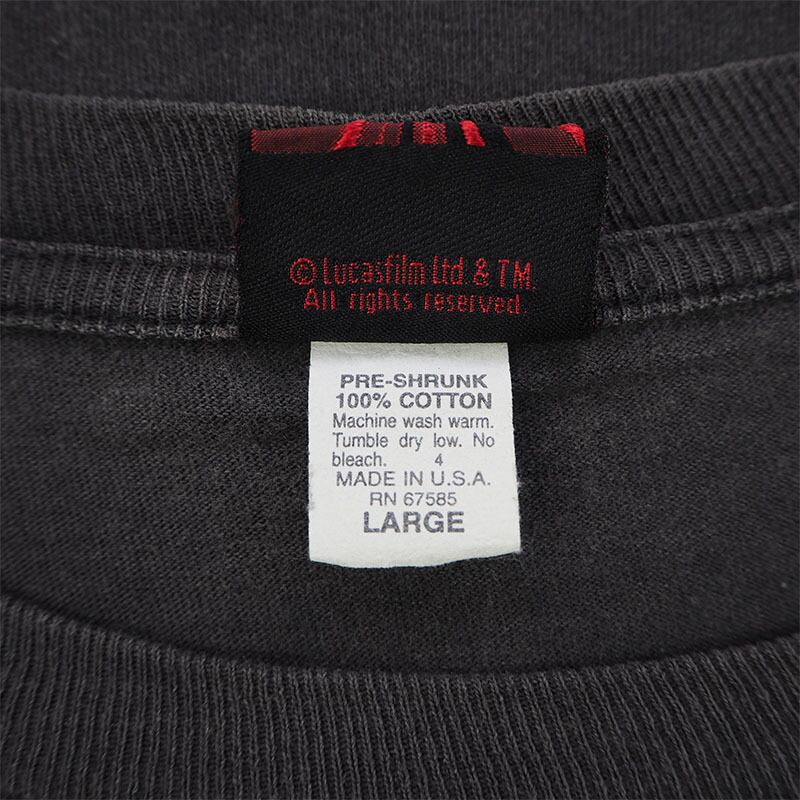 © Lucasfilm Ltd. & TM.
All rights reserved.
PRE-SHRUNK
100% COTTON
Machine wash warm.
Tumble dry low. No
bleach. 4
MADE IN U.S.A.
RN 67585
LARGE